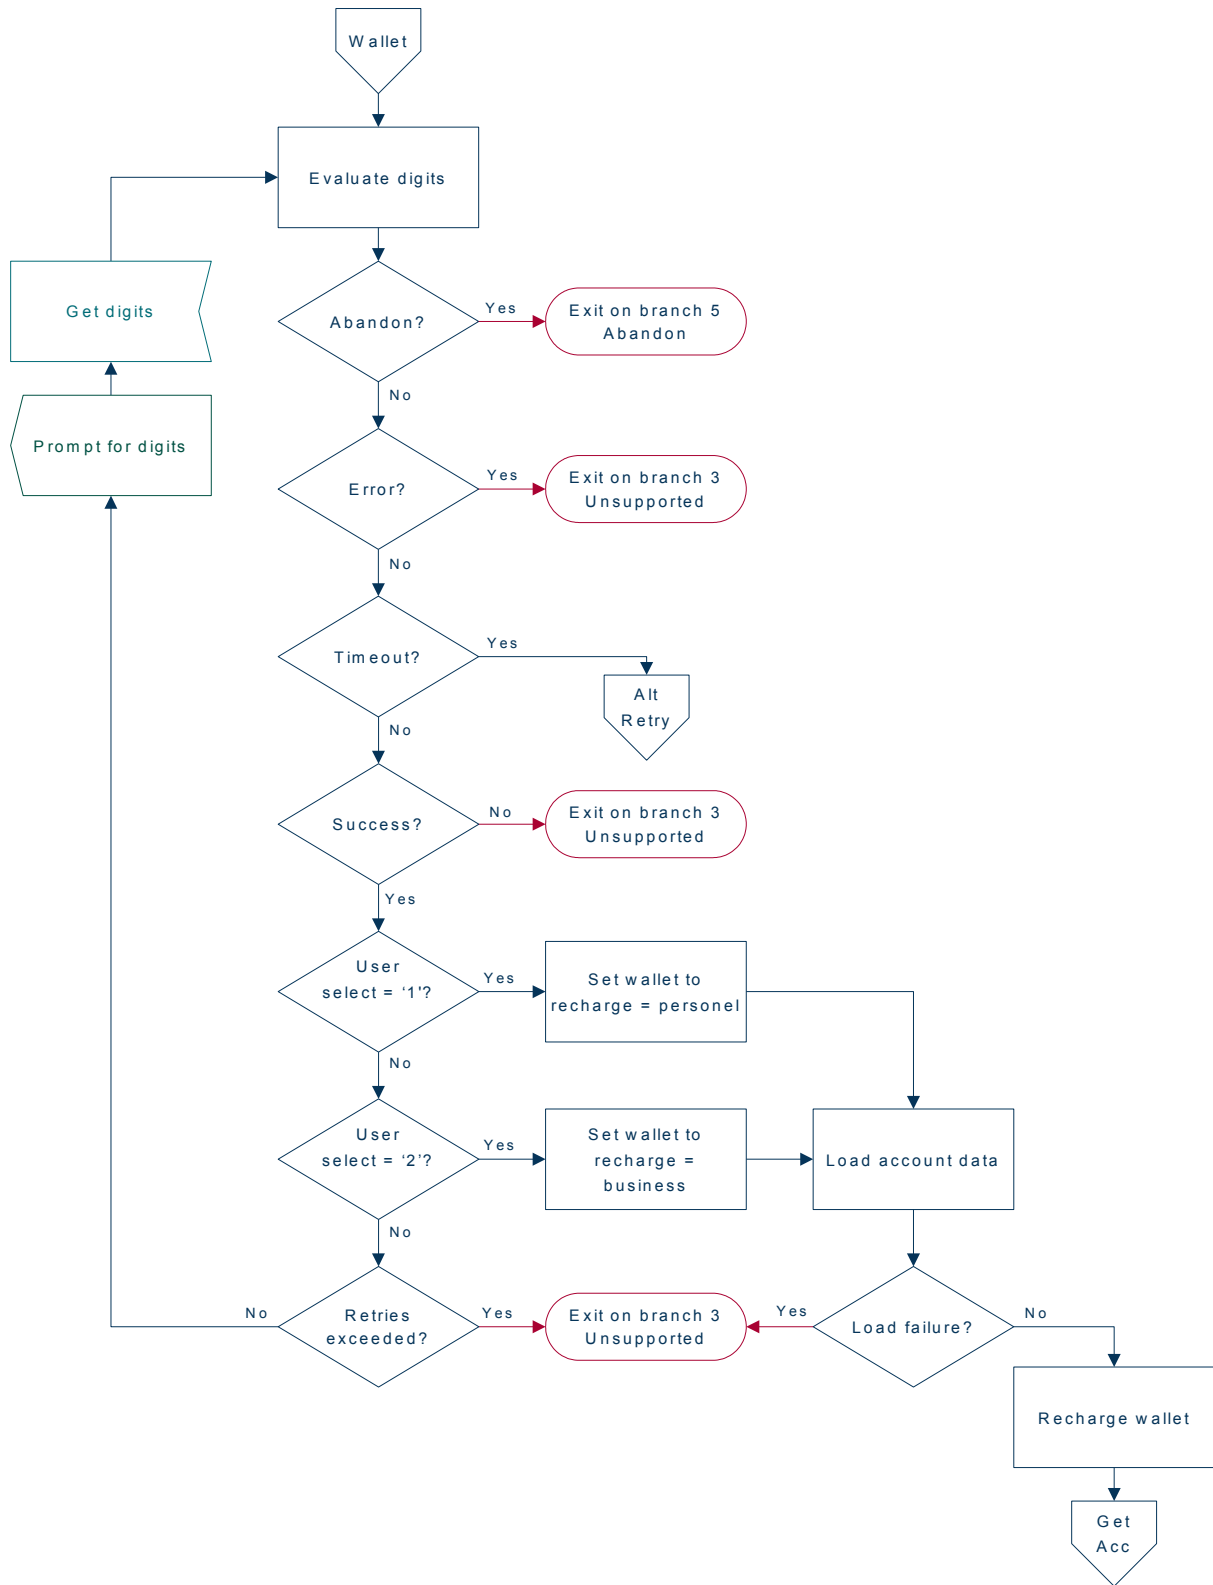 Wallet
Evaluate digits
Get digits
Abandon?
Yes
Exit on branch 5
Abandon
No
Prompt for digits
Error?
Yes
Exit on branch 3
Unsupported
No
Timeout?
Yes
Alt
Retry
No
Success?
No
Exit on branch 3
Unsupported
Yes
User
select = ‘1'?
Yes
Set wallet to
recharge = personel
No
User
select = ‘2’?
Yes
Set wallet to
recharge =
business
Load account data
No
No
Retries
exceeded?
Yes
Exit on branch 3
Unsupported
Yes
Load failure?
No
Recharge wallet
Get
Acc